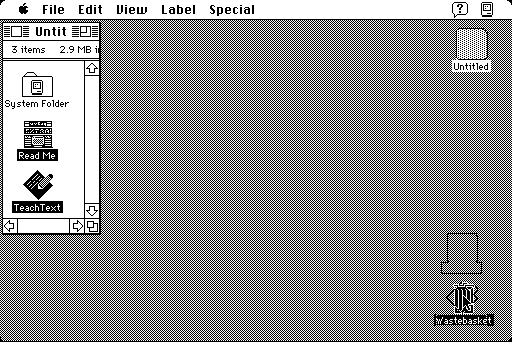 File Edit View Label Special
Untit
3 items 2.9 MB i
System Folder
Read Me
TeachText
Untitled
Wastebasket